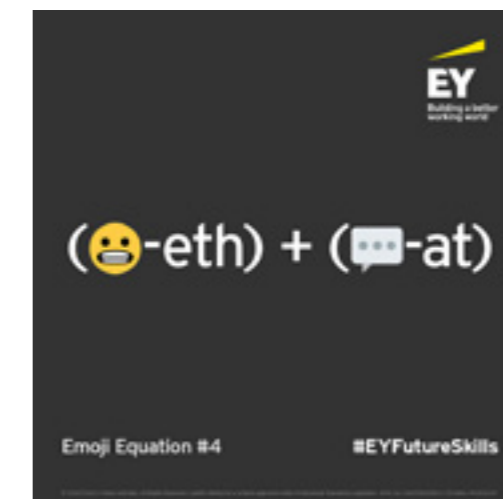 EY
Building a better
working world
(😬-eth) + (💬-at)
Emoji Equation #4
#EYFutureSkills